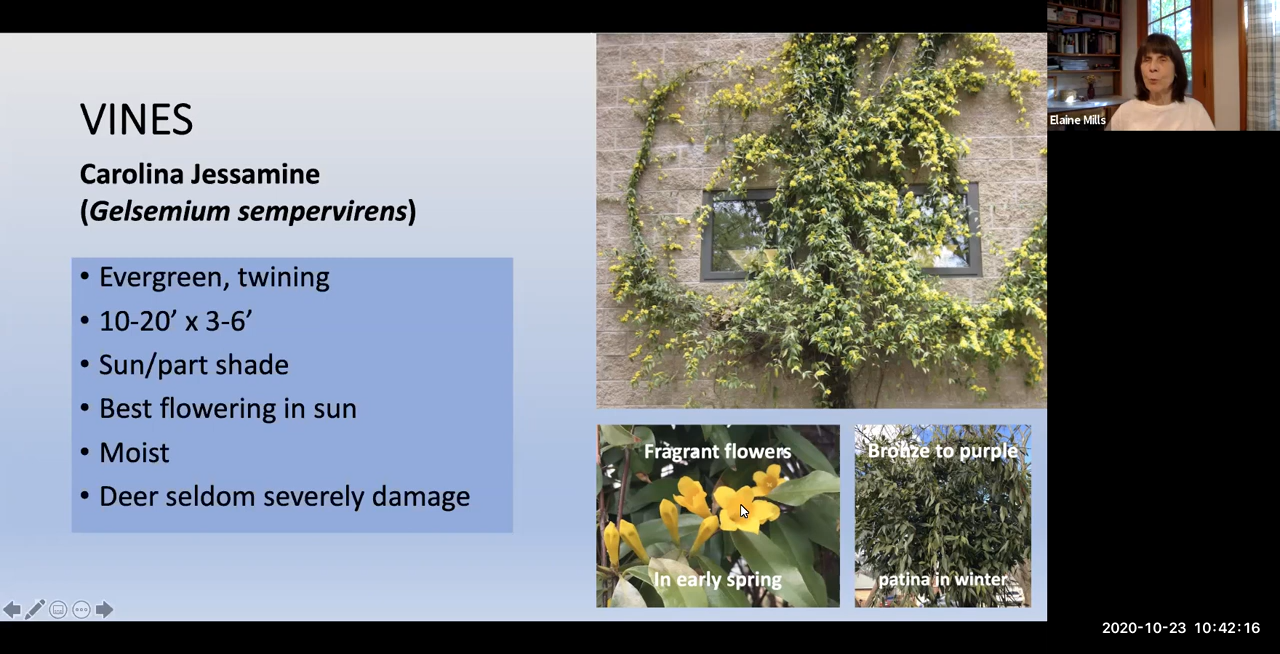 VINES
Carolina Jessamine
(Gelsemium sempervirens)
• Evergreen, twining
• 10-20’ x 3-6’
• Sun/part shade
• Best flowering in sun
• Moist
• Deer seldom severely damage
Fragrant flowers
In early spring
Bronze to purple
patina in winter
Elaine Mills
2020-10-23 10:42:16